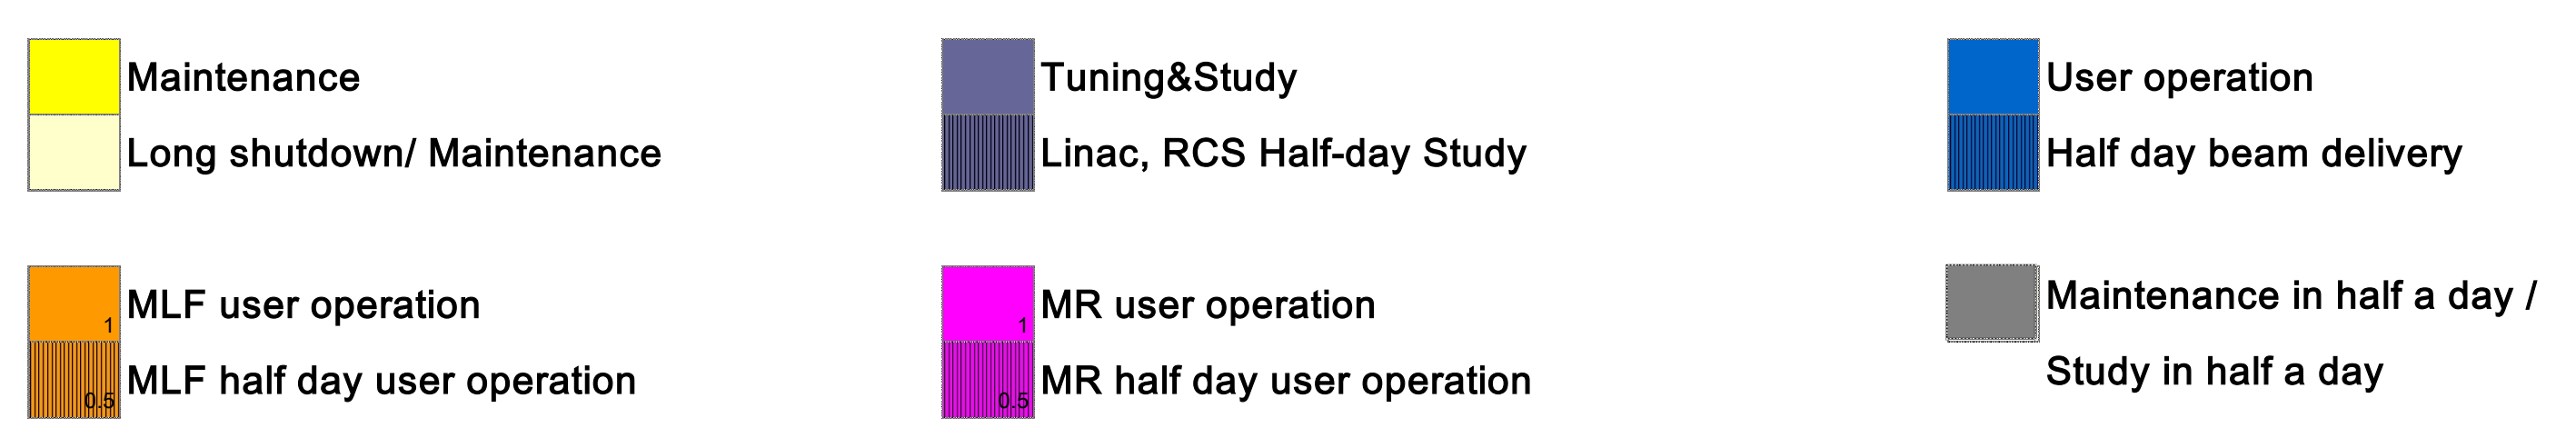 Maintenance
Tuning&Study
User operation
Long shutdown/ Maintenance
Linac, RCS Half-day Study
Half day beam delivery
1
MLF user operation
1
MR user operation
Maintenance in half a day /
0.5
MLF half day user operation
0.5
MR half day user operation
Study in half a day